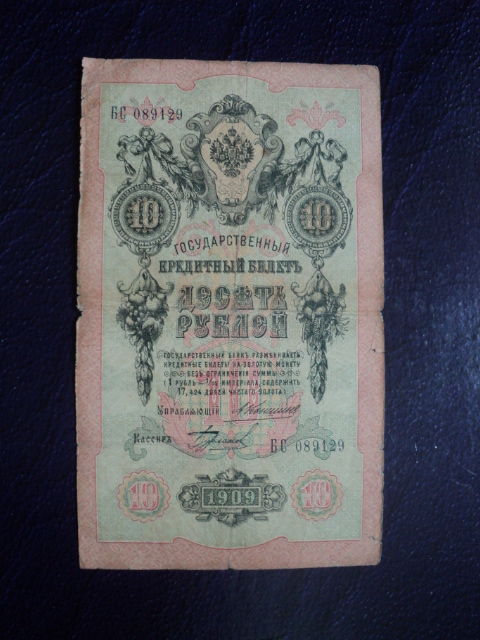 БС 089129
10 10
ГОСУДАРСТВЕННЫЙ
КРЕДИТНЫЙ БИЛЕТЪ
ДЕСЯТЬ
РУБЛЕЙ
ГОСУДАРСТВЕННЫЙ БАНКЪ РАЗМѢНИВАЕТЪ
КРЕДИТНЫЕ БИЛЕТЫ НА ЗОЛОТУЮ МОНЕТУ
БЕЗЪ ОГРАНИЧЕНІЯ СУММЫ
(1 РУБЛЬ = 1/15 ИМПЕРІАЛА, СОДЕРЖИТЪ
17,424 ДОЛЕЙ ЧИСТАГО ЗОЛОТА)
Управляющій
Кассиръ
БС 089129
10 1909 10